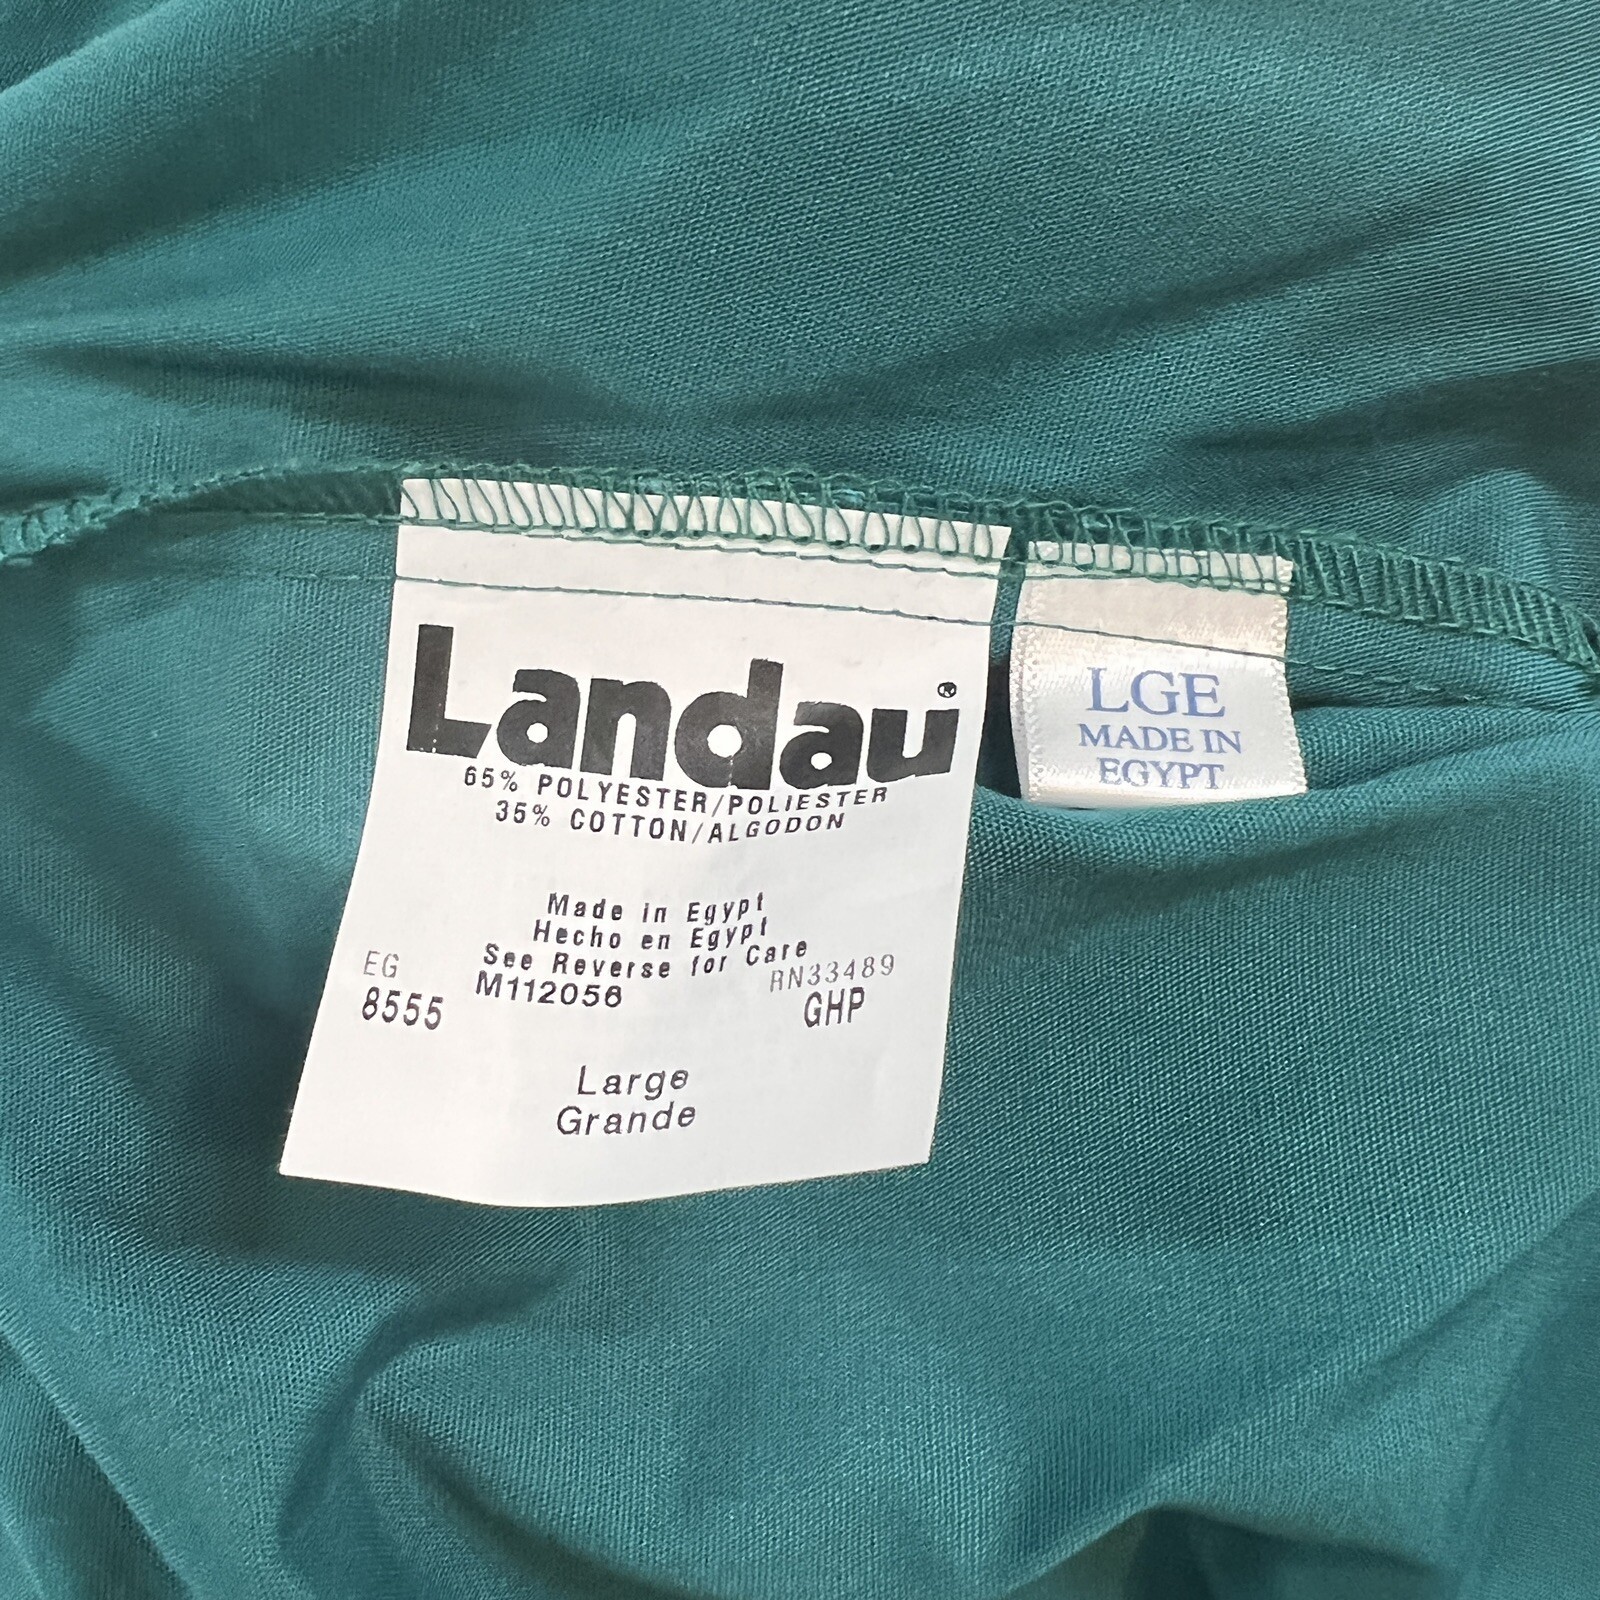 Landau®
65% POLYESTER/POLIESTER
35% COTTON/ALGODON
Made in Egypt
Hecho en Egypt
See Reverse for Care
EG
RN33489
8555
M112056
GHP
Large
Grande
LGE
MADE IN
EGYPT